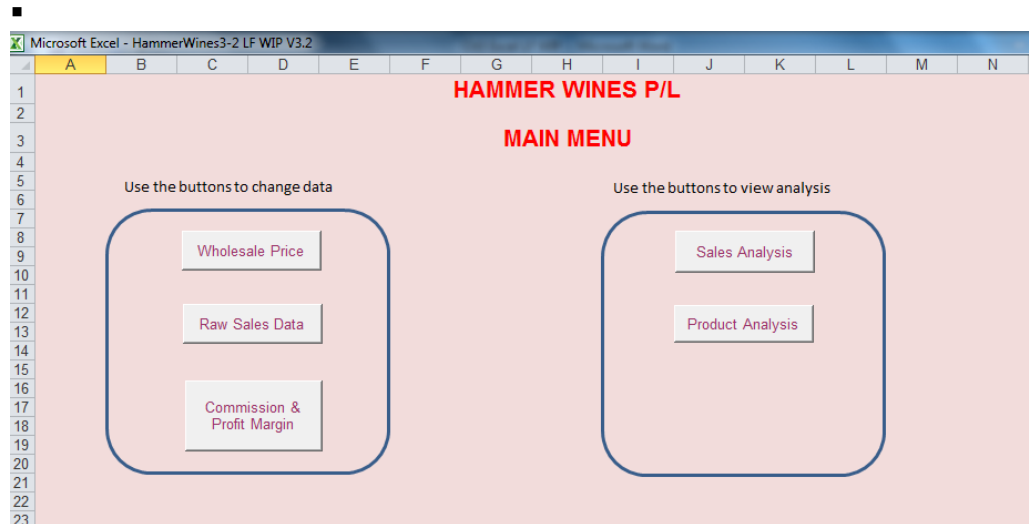 Microsoft Excel - HammerWines3-2 LF WIP V3.2
A B C D E F G H I J K L M N
1 HAMMER WINES P/L
2
3 MAIN MENU
4
5
Use the buttons to change data Use the buttons to view analysis
6
7
8
Wholesale Price Sales Analysis
9
10
11
12
Raw Sales Data Product Analysis
13
14
15
16
17 Commission &
18 Profit Margin
19
20
21
22
23